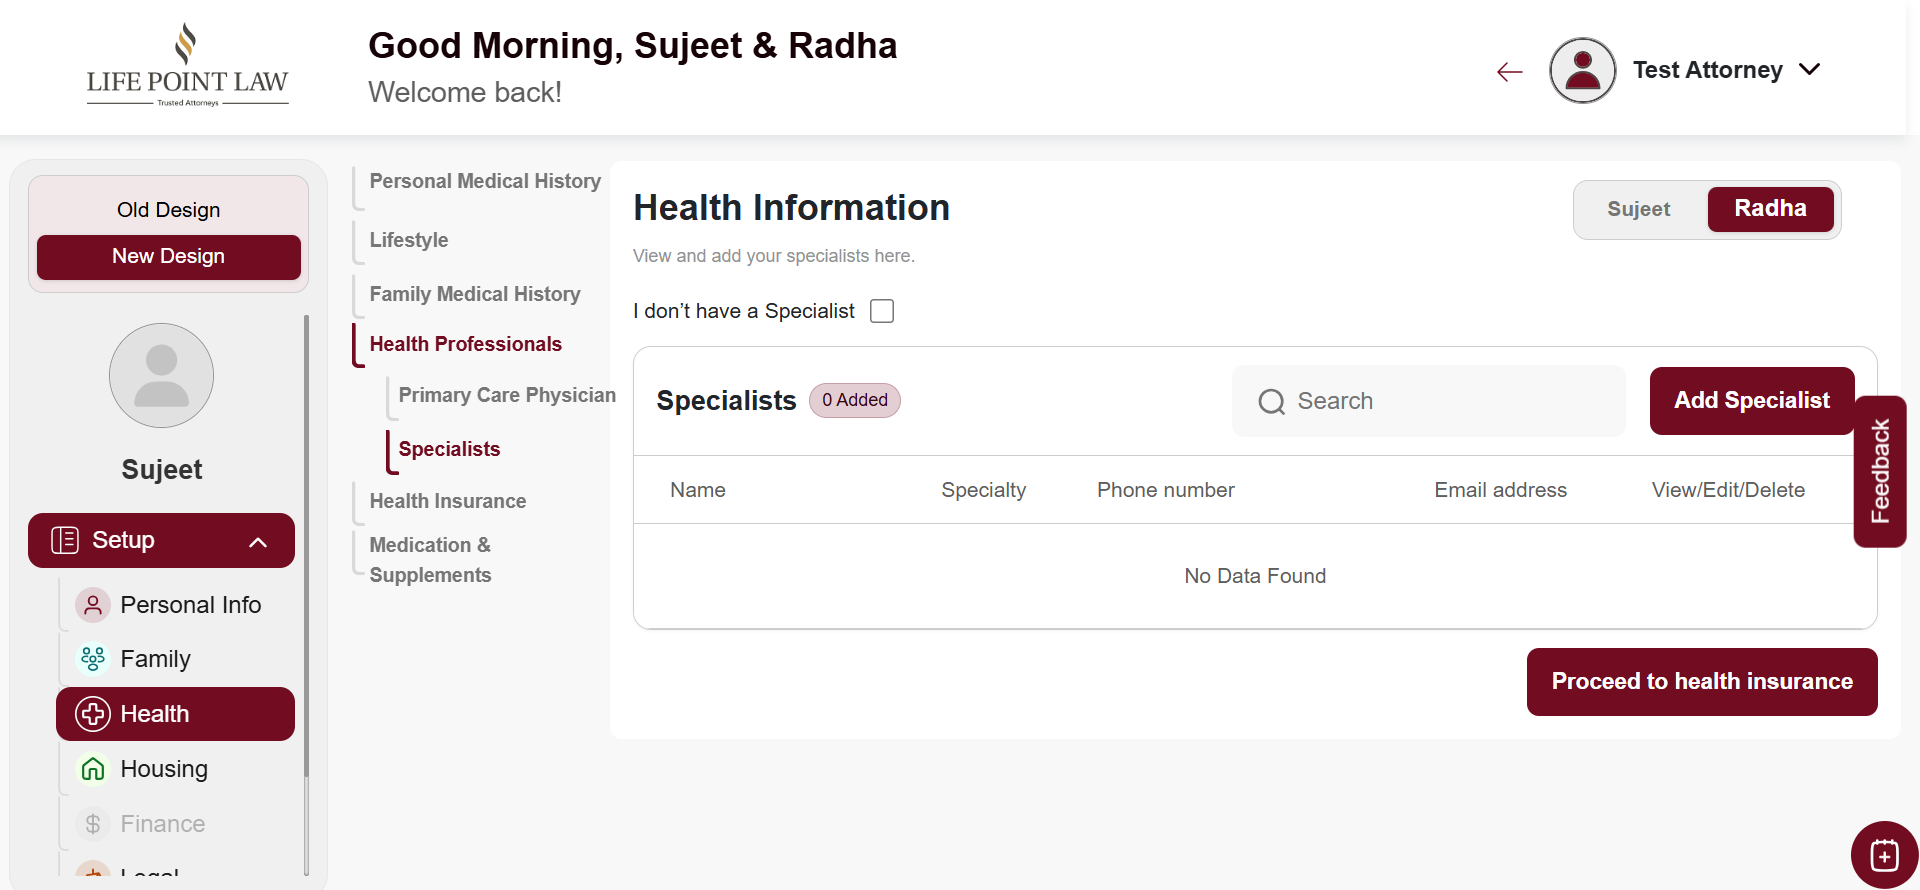 LIFE POINT LAW
Trusted Attorneys
Good Morning, Sujeet & Radha
Welcome back!
Test Attorney
Old Design
New Design
Sujeet
Setup
Personal Info
Family
Health
Housing
Finance
Legal
Personal Medical History
Lifestyle
Family Medical History
Health Professionals
Primary Care Physician
Specialists
Health Insurance
Medication &
Supplements
Health Information
Sujeet
Radha
View and add your specialists here.
I don’t have a Specialist
Specialists
0 Added
Search
Add Specialist
Name
Specialty
Phone number
Email address
View/Edit/Delete
No Data Found
Proceed to health insurance
Feedback